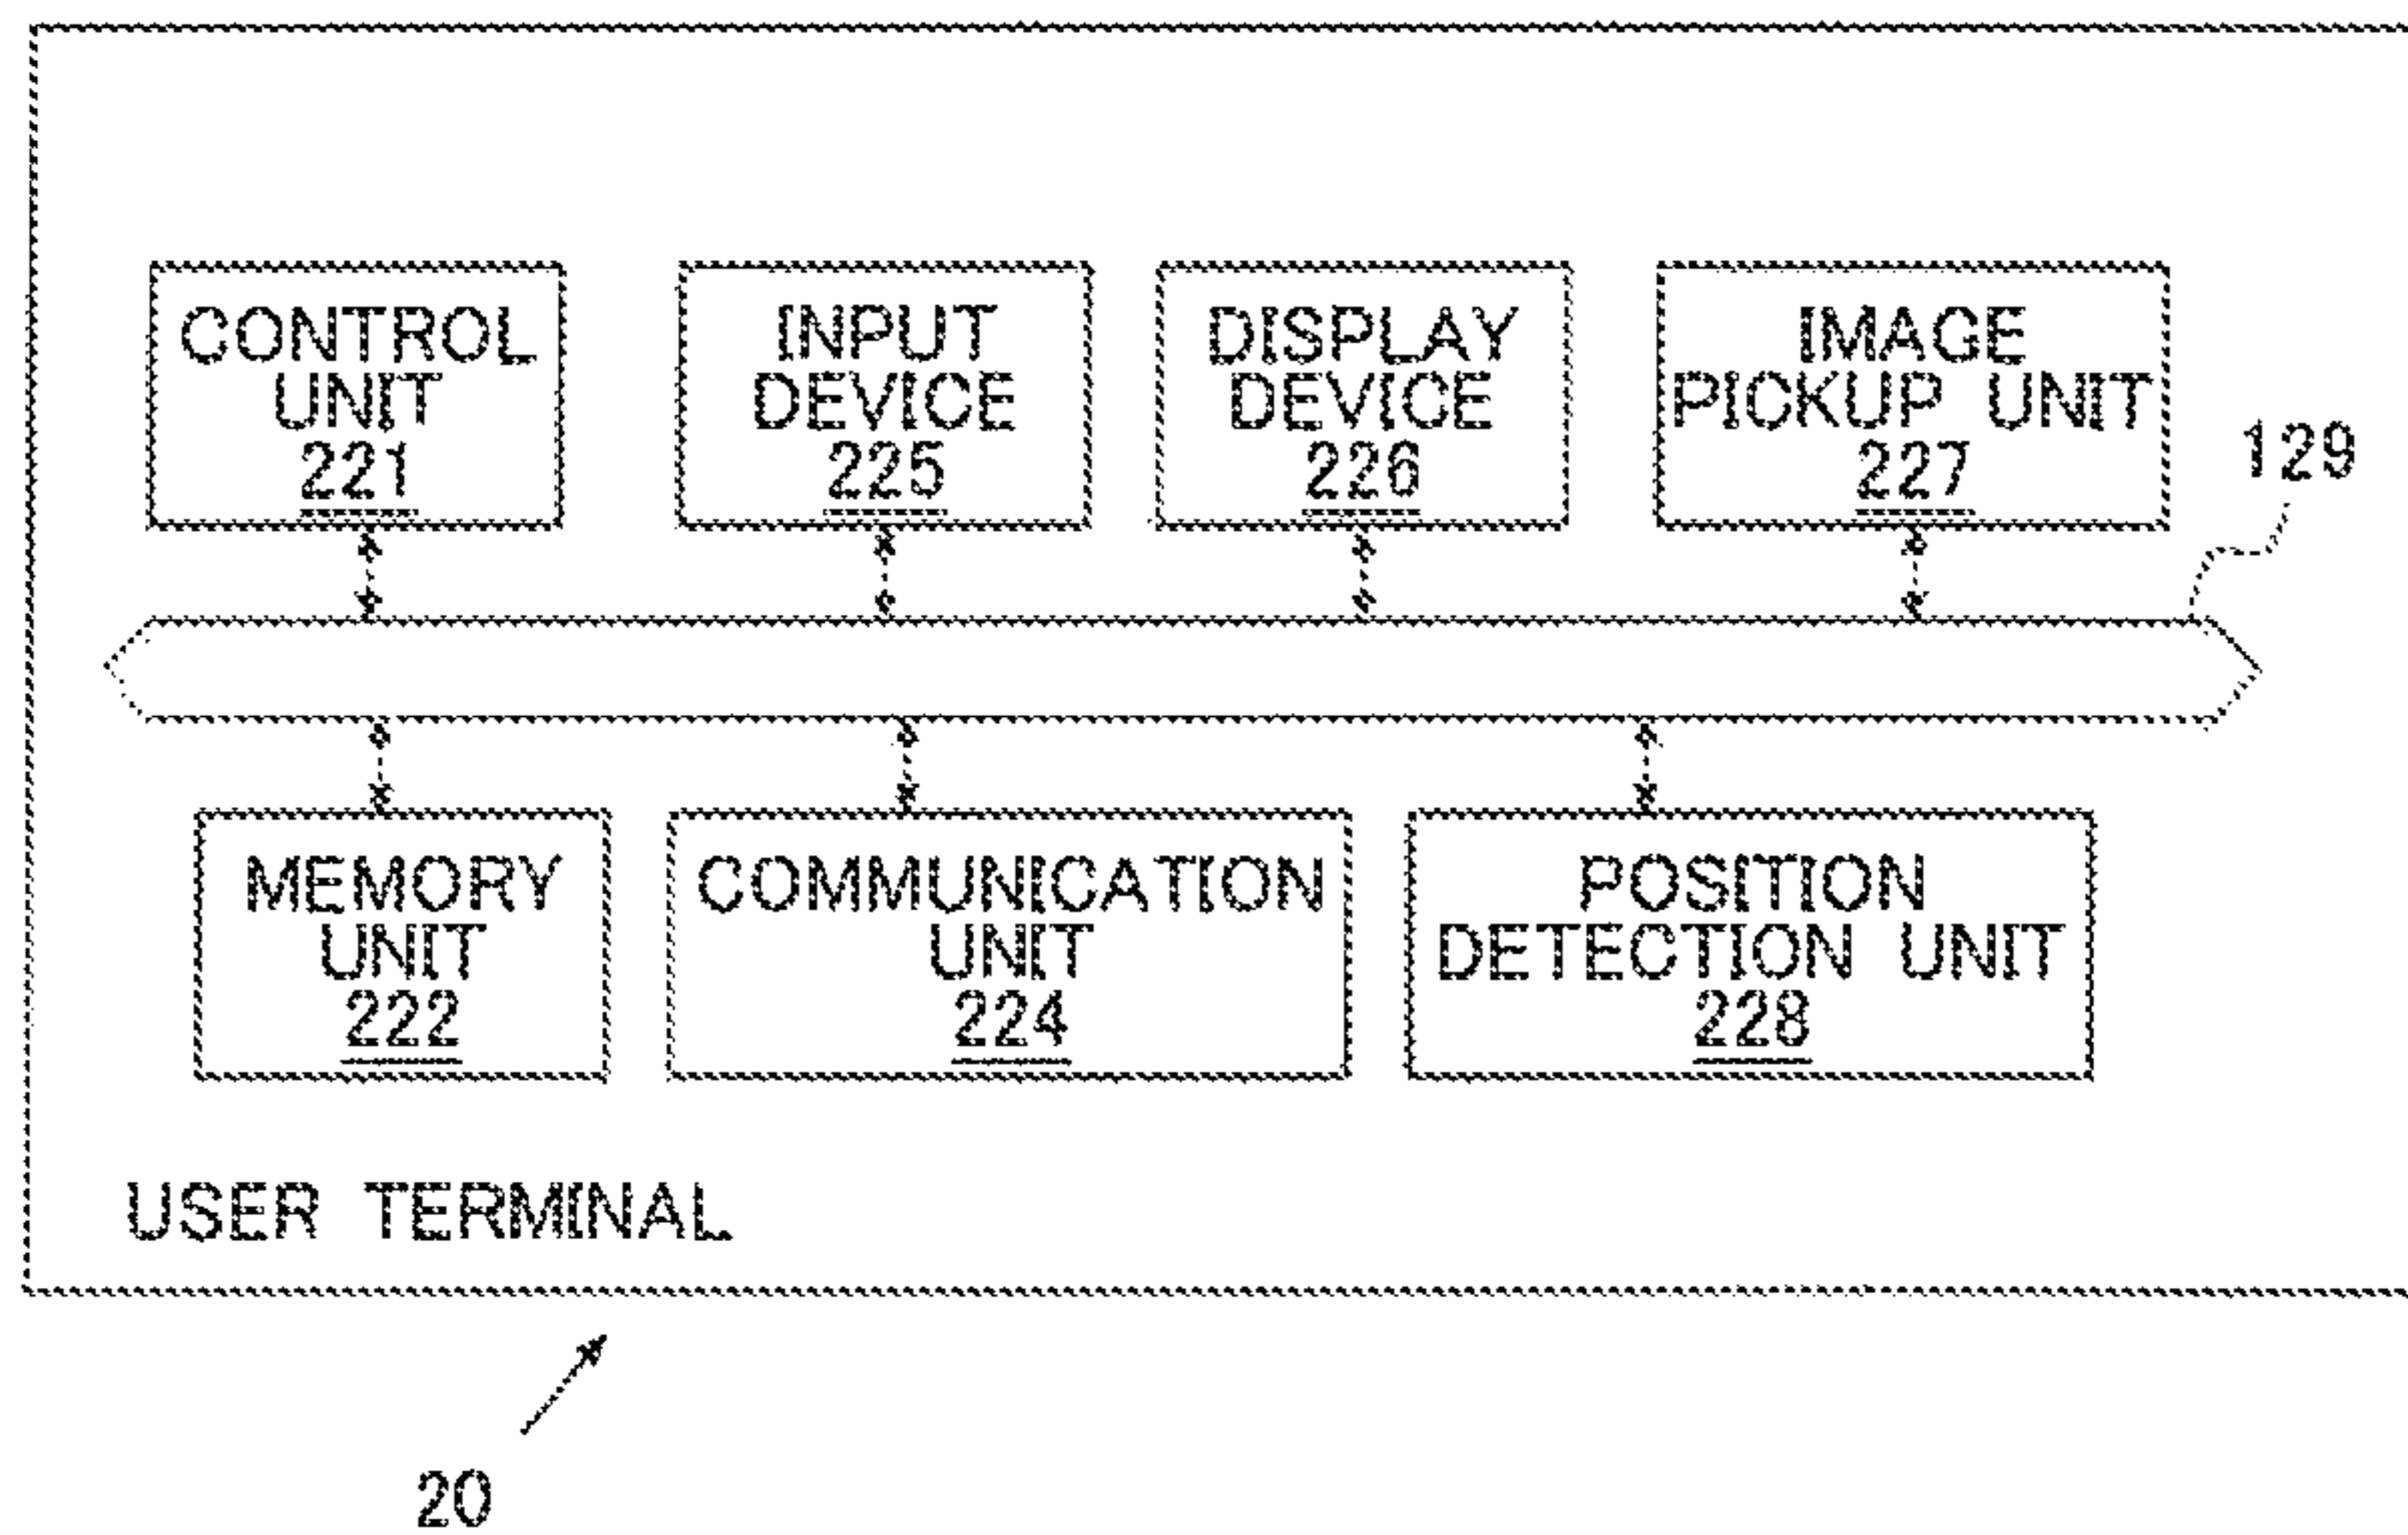 CONTROL
UNIT
221
INPUT
DEVICE
225
DISPLAY
DEVICE
226
IMAGE
PICKUP UNIT
227
129
MEMORY
UNIT
222
COMMUNICATION
UNIT
224
POSITION
DETECTION UNIT
228
USER TERMINAL
20